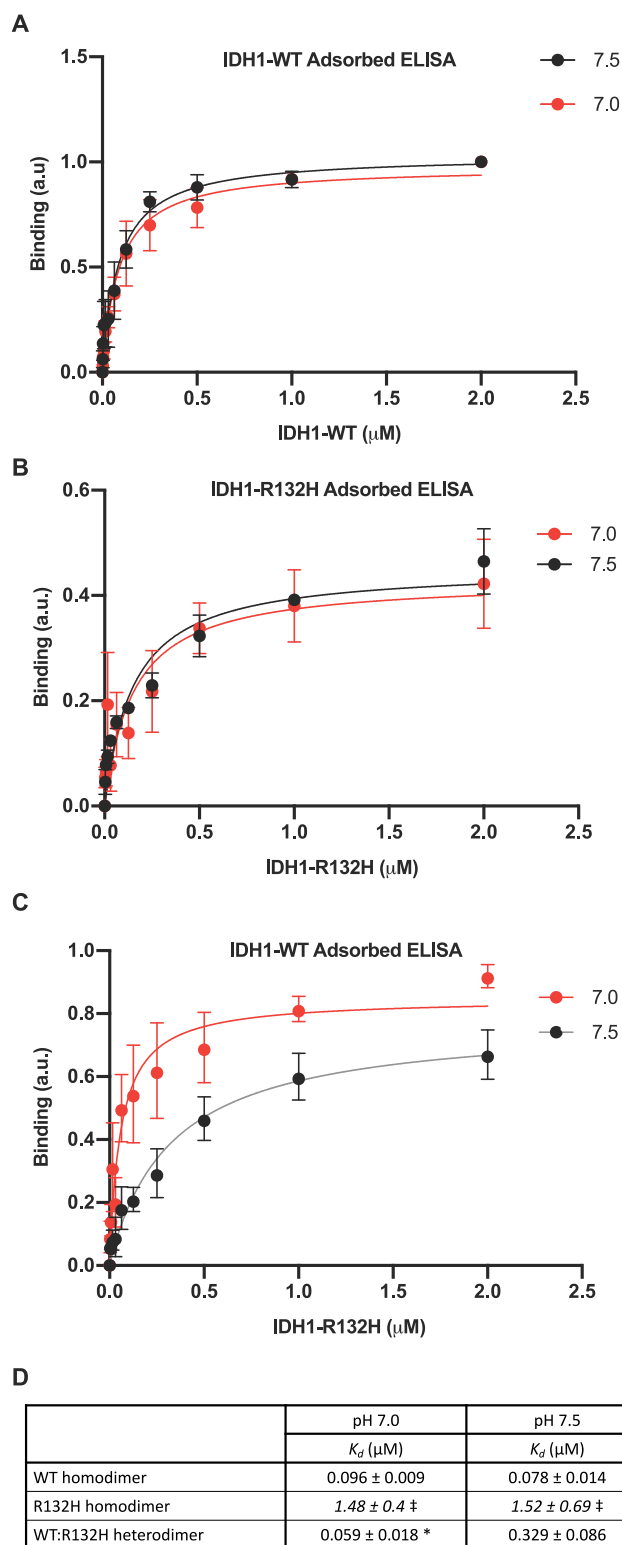 A
IDH1-WT Adsorbed ELISA
7.5
7.0
Binding (a.u)
1.5
1.0
0.5
0.0
0.0 0.5 1.0 1.5 2.0 2.5
IDH1-WT (μM)
B
IDH1-R132H Adsorbed ELISA
7.0
7.5
Binding (a.u.)
0.6
0.4
0.2
0.0
0.0 0.5 1.0 1.5 2.0 2.5
IDH1-R132H (μM)
C
IDH1-WT Adsorbed ELISA
7.0
7.5
Binding (a.u.)
1.0
0.8
0.6
0.4
0.2
0.0
0.0 0.5 1.0 1.5 2.0 2.5
IDH1-R132H (μM)
D
pH 7.0 pH 7.5
Kd (μM) Kd (μM)
WT homodimer 0.096 ± 0.009 0.078 ± 0.014
R132H homodimer 1.48 ± 0.4 ‡ 1.52 ± 0.69 ‡
WT:R132H heterodimer 0.059 ± 0.018 * 0.329 ± 0.086